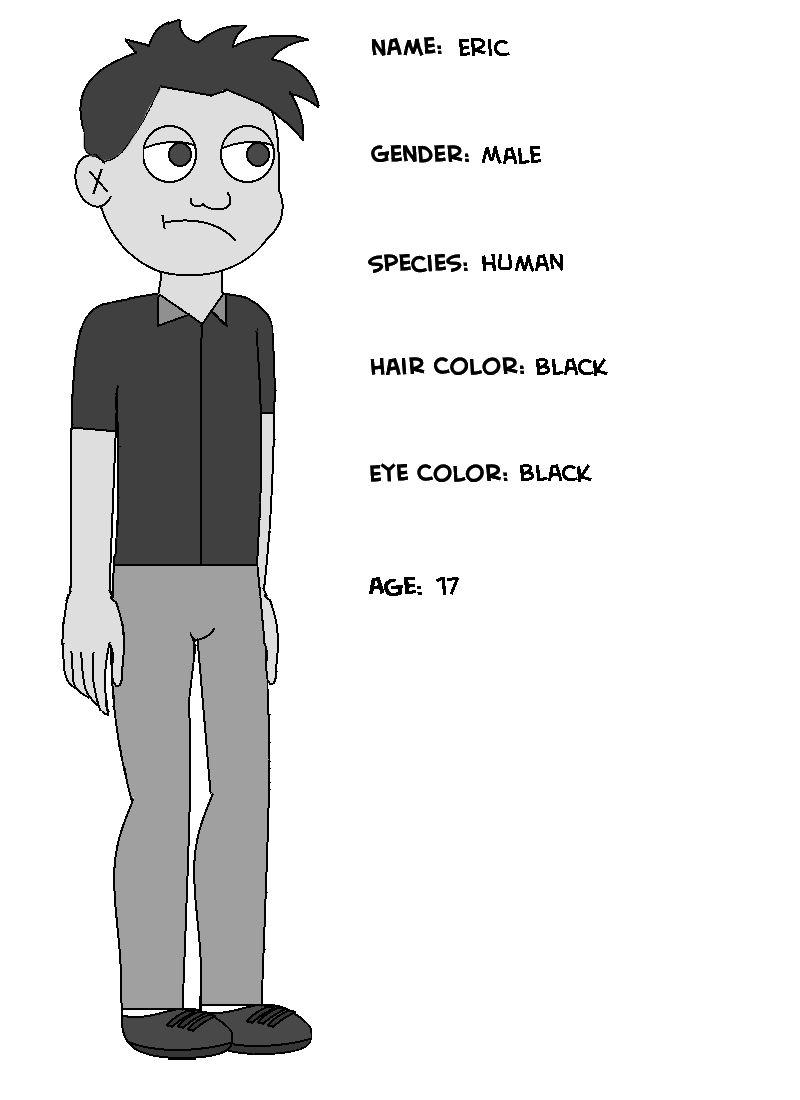 NAME: ERIC
GENDER: MALE
SPECIES: HUMAN
HAIR COLOR: BLACK
EYE COLOR: BLACK
AGE: 17